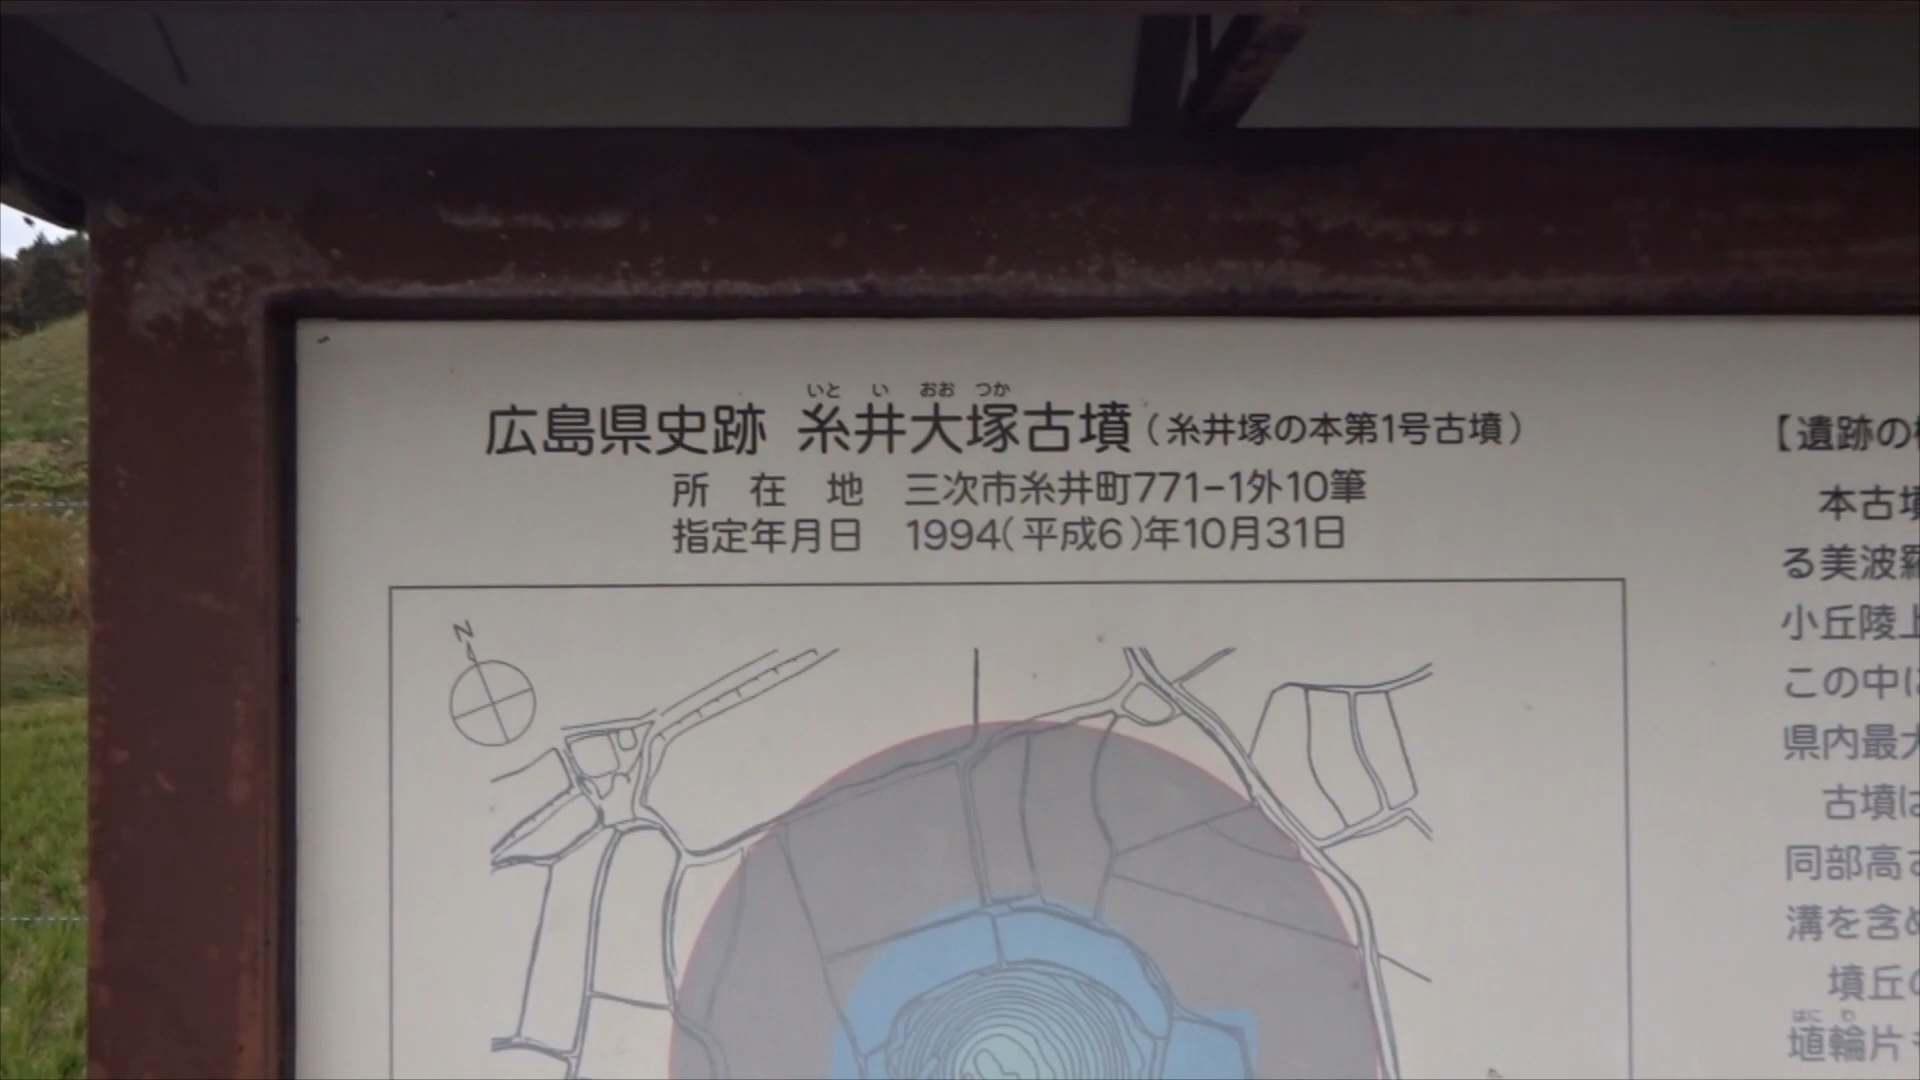 いと い おお つか
広島県史跡 糸井大塚古墳（糸井塚の本第1号古墳）
所 在 地 三次市糸井町771-1外10筆
指定年月日 1994(平成6)年10月31日
N
【遺跡の
本古墳
る美波羅
小丘陵上
この中に
県内最大
古墳は
同部高さ
溝を含め
墳丘の
はに わ
埴輪片